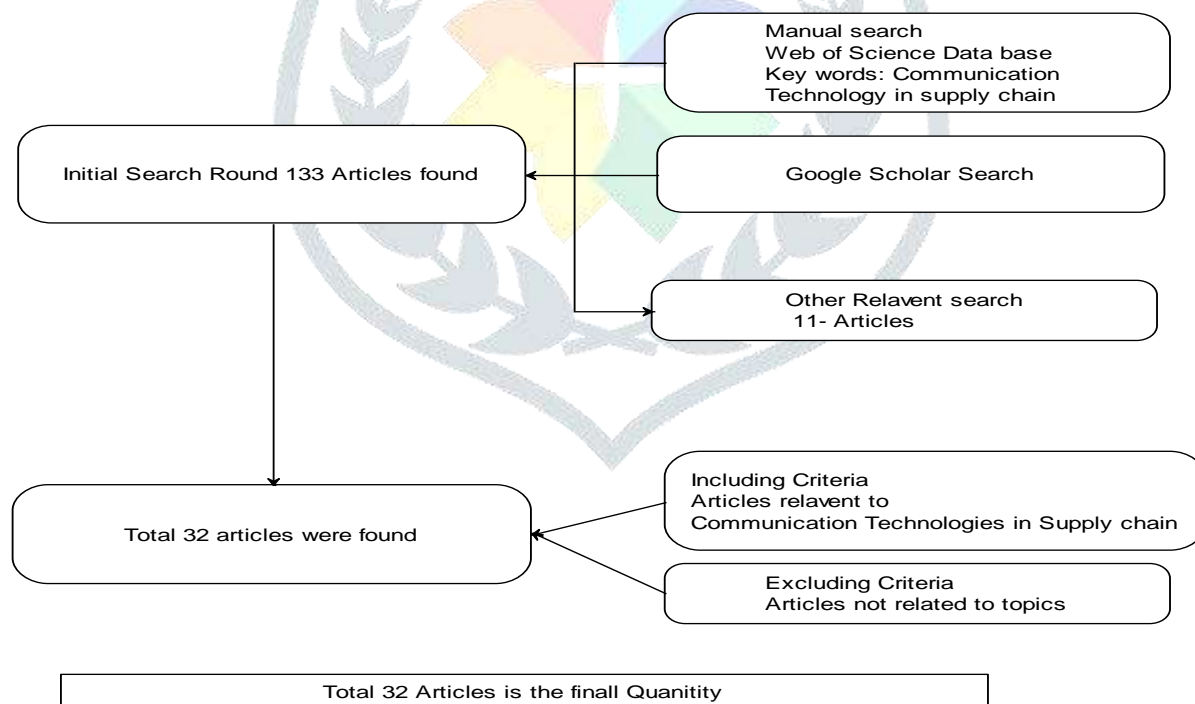 Manual search
Web of Science Data base
Key words: Communication
Technology in supply chain
Initial Search Round 133 Articles found
Google Scholar Search
Other Relavent search
11- Articles
Total 32 articles were found
Including Criteria
Articles relavent to
Communication Technologies in Supply chain
Excluding Criteria
Articles not related to topics
Total 32 Articles is the finall Quanitity